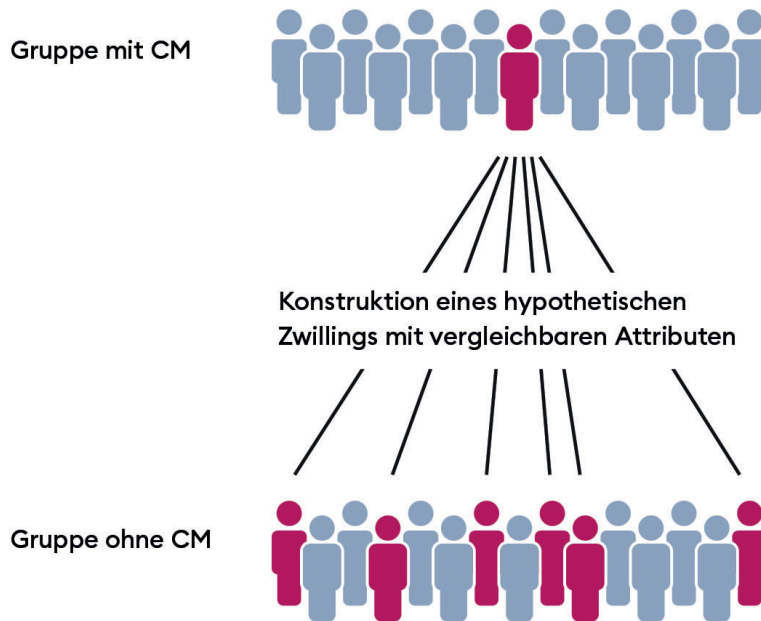 Gruppe mit CM
Konstruktion eines hypothetischen
Zwillings mit vergleichbaren Attributen
Gruppe ohne CM